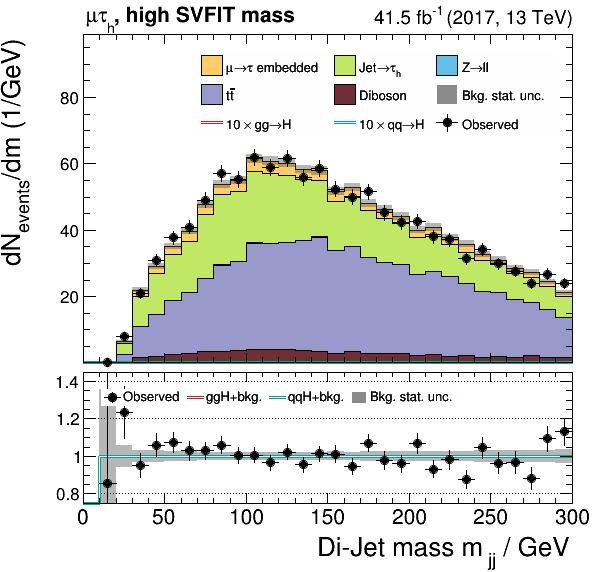 μτh, high SVFIT mass 41.5 fb⁻¹ (2017, 13 TeV)
dNevents/dm (1/GeV)
80
60
40
20
μ→τ embedded Jet→τh Z→ll
tt̅ Diboson Bkg. stat. unc.
10 × gg→H 10 × qq→H Observed
1.4
1.2
1
0.8
Observed ggH+bkg. qqH+bkg. Bkg. stat. unc.
0 50 100 150 200 250 300
Di-Jet mass mjj / GeV